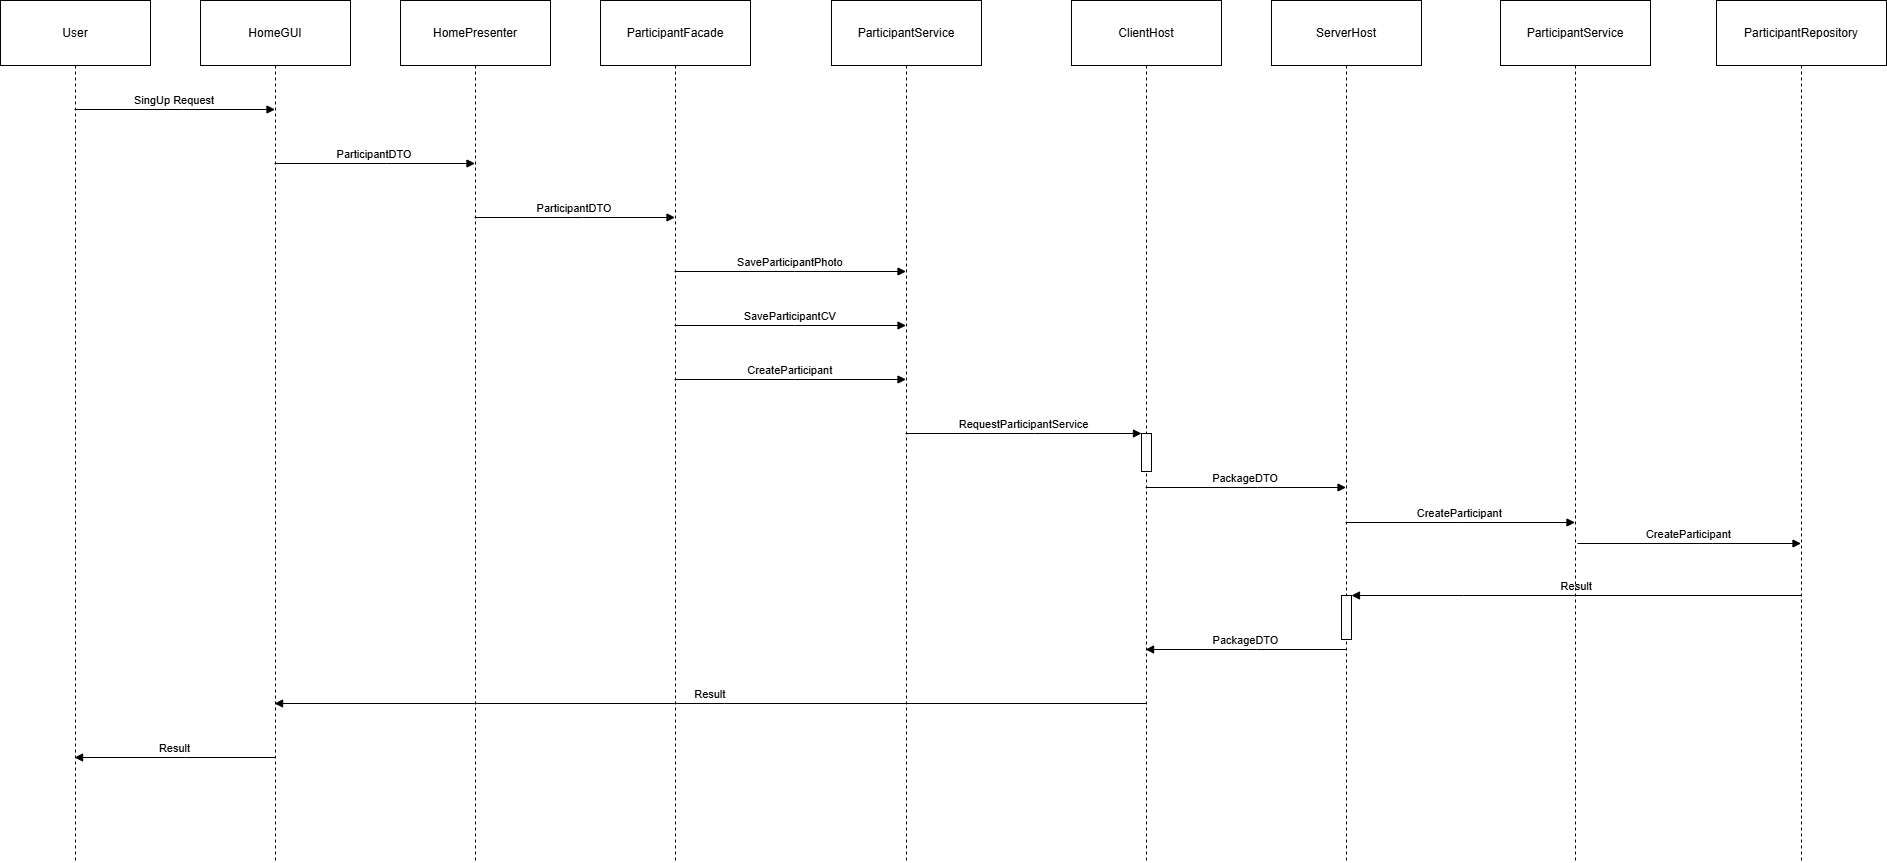 User
HomeGUI
HomePresenter
ParticipantFacade
ParticipantService
ClientHost
ServerHost
ParticipantService
ParticipantRepository
SingUp Request
ParticipantDTO
ParticipantDTO
SaveParticipantPhoto
SaveParticipantCV
CreateParticipant
RequestParticipantService
PackageDTO
CreateParticipant
CreateParticipant
Result
PackageDTO
Result
Result